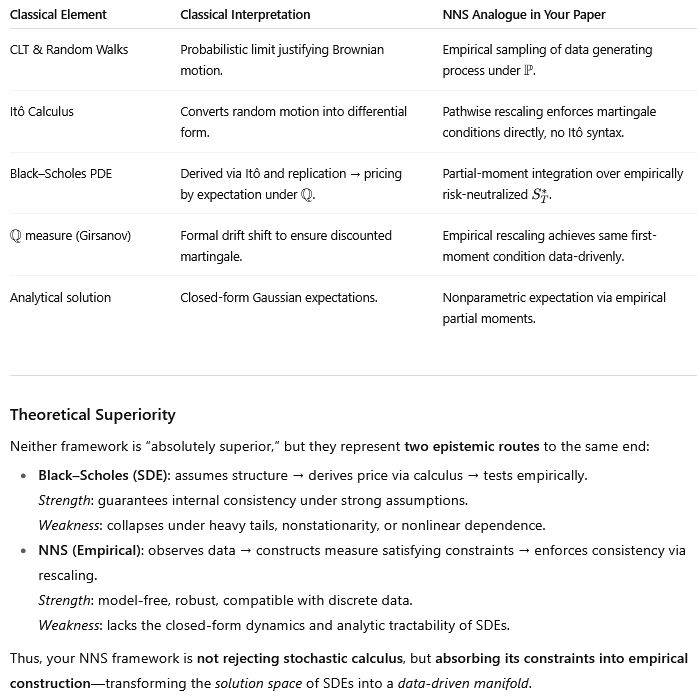 Classical Element Classical Interpretation NNS Analogue in Your Paper
CLT & Random Walks Probabilistic limit justifying Brownian motion. Empirical sampling of data generating process under ℙ.
Itô Calculus Converts random motion into differential form. Pathwise rescaling enforces martingale conditions directly, no Itô syntax.
Black–Scholes PDE Derived via Itô and replication → pricing by expectation under ℚ. Partial-moment integration over empirically risk-neutralized S*_T.
ℚ measure (Girsanov) Formal drift shift to ensure discounted martingale. Empirical rescaling achieves same first-moment condition data-drivenly.
Analytical solution Closed-form Gaussian expectations. Nonparametric expectation via empirical partial moments.
Theoretical Superiority
Neither framework is “absolutely superior,” but they represent two epistemic routes to the same end:
• Black–Scholes (SDE): assumes structure → derives price via calculus → tests empirically.
Strength: guarantees internal consistency under strong assumptions.
Weakness: collapses under heavy tails, nonstationarity, or nonlinear dependence.
• NNS (Empirical): observes data → constructs measure satisfying constraints → enforces consistency via
rescaling.
Strength: model-free, robust, compatible with discrete data.
Weakness: lacks the closed-form dynamics and analytic tractability of SDEs.
Thus, your NNS framework is not rejecting stochastic calculus, but absorbing its constraints into empirical
construction—transforming the solution space of SDEs into a data-driven manifold.